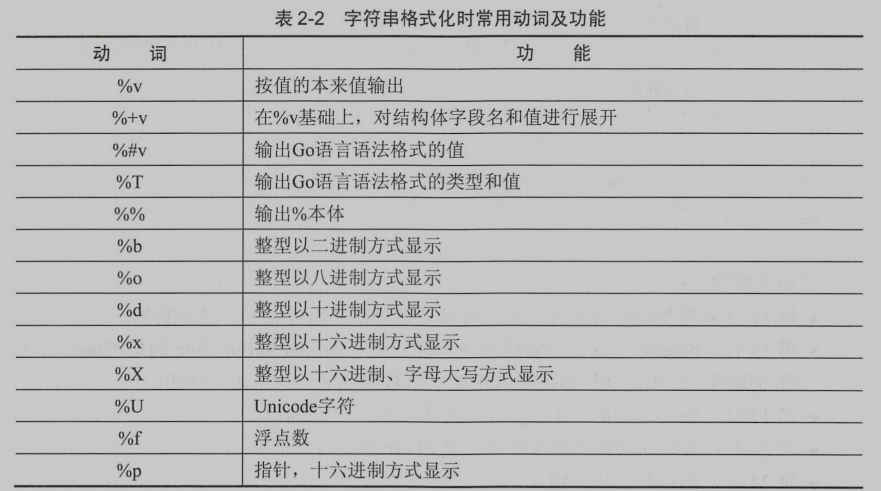 表 2-2 字符串格式化时常用动词及功能
动 词 功 能
%v 按值的本来值输出
%+v 在%v基础上，对结构体字段名和值进行展开
%#v 输出Go语言语法格式的值
%T 输出Go语言语法格式的类型和值
%% 输出%本体
%b 整型以二进制方式显示
%o 整型以八进制方式显示
%d 整型以十进制方式显示
%x 整型以十六进制方式显示
%X 整型以十六进制、字母大写方式显示
%U Unicode字符
%f 浮点数
%p 指针，十六进制方式显示